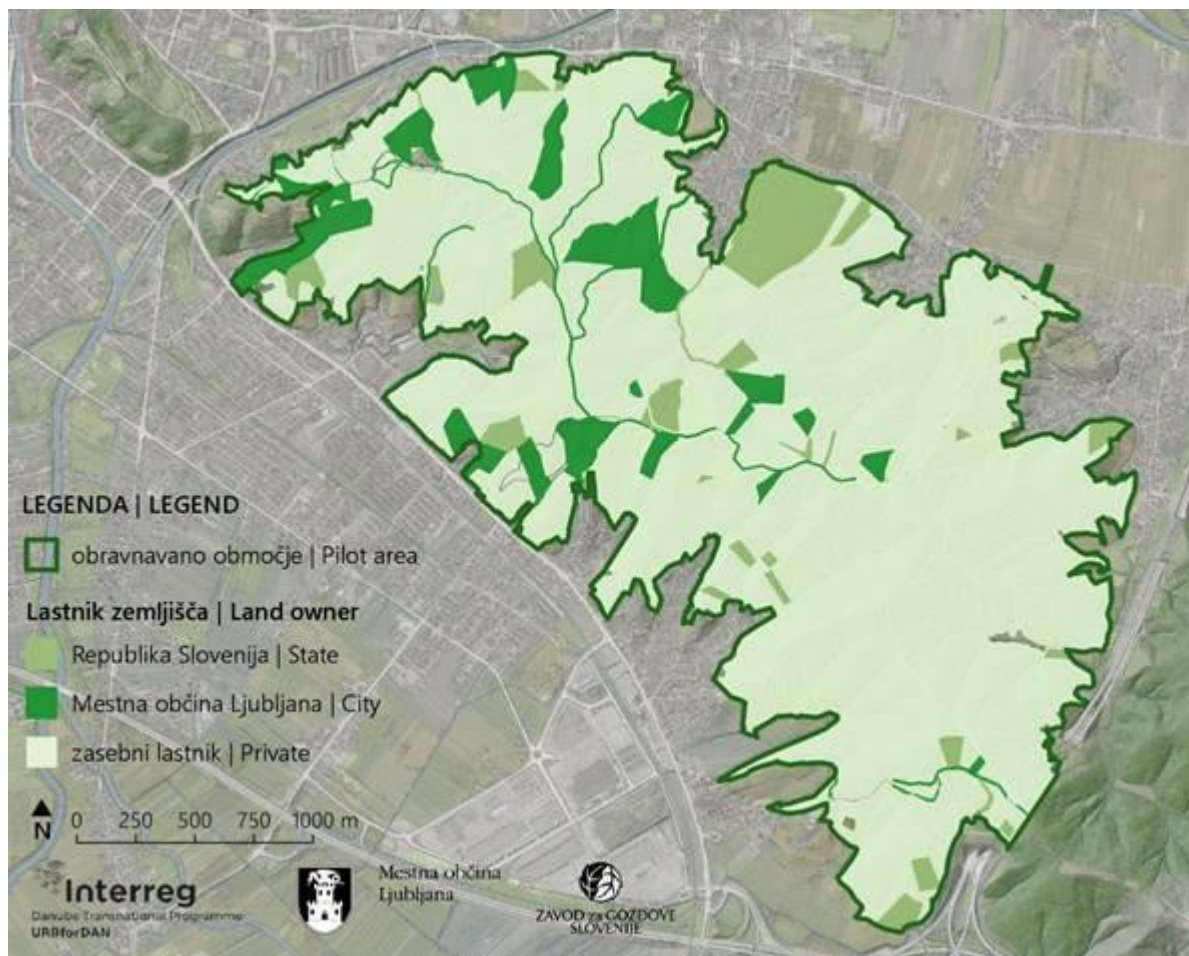 LEGENDA | LEGEND
obravnavano območje | Pilot area
Lastnik zemljišča | Land owner
Republika Slovenija | State
Mestna občina Ljubljana | City
zasebni lastnik | Private
N
0 250 500 750 1000 m
Interreg
Danube Transnational Programme
URBforDAN
Mestna občina
Ljubljana
ZAVOD za GOZDOVE
SLOVENIJE